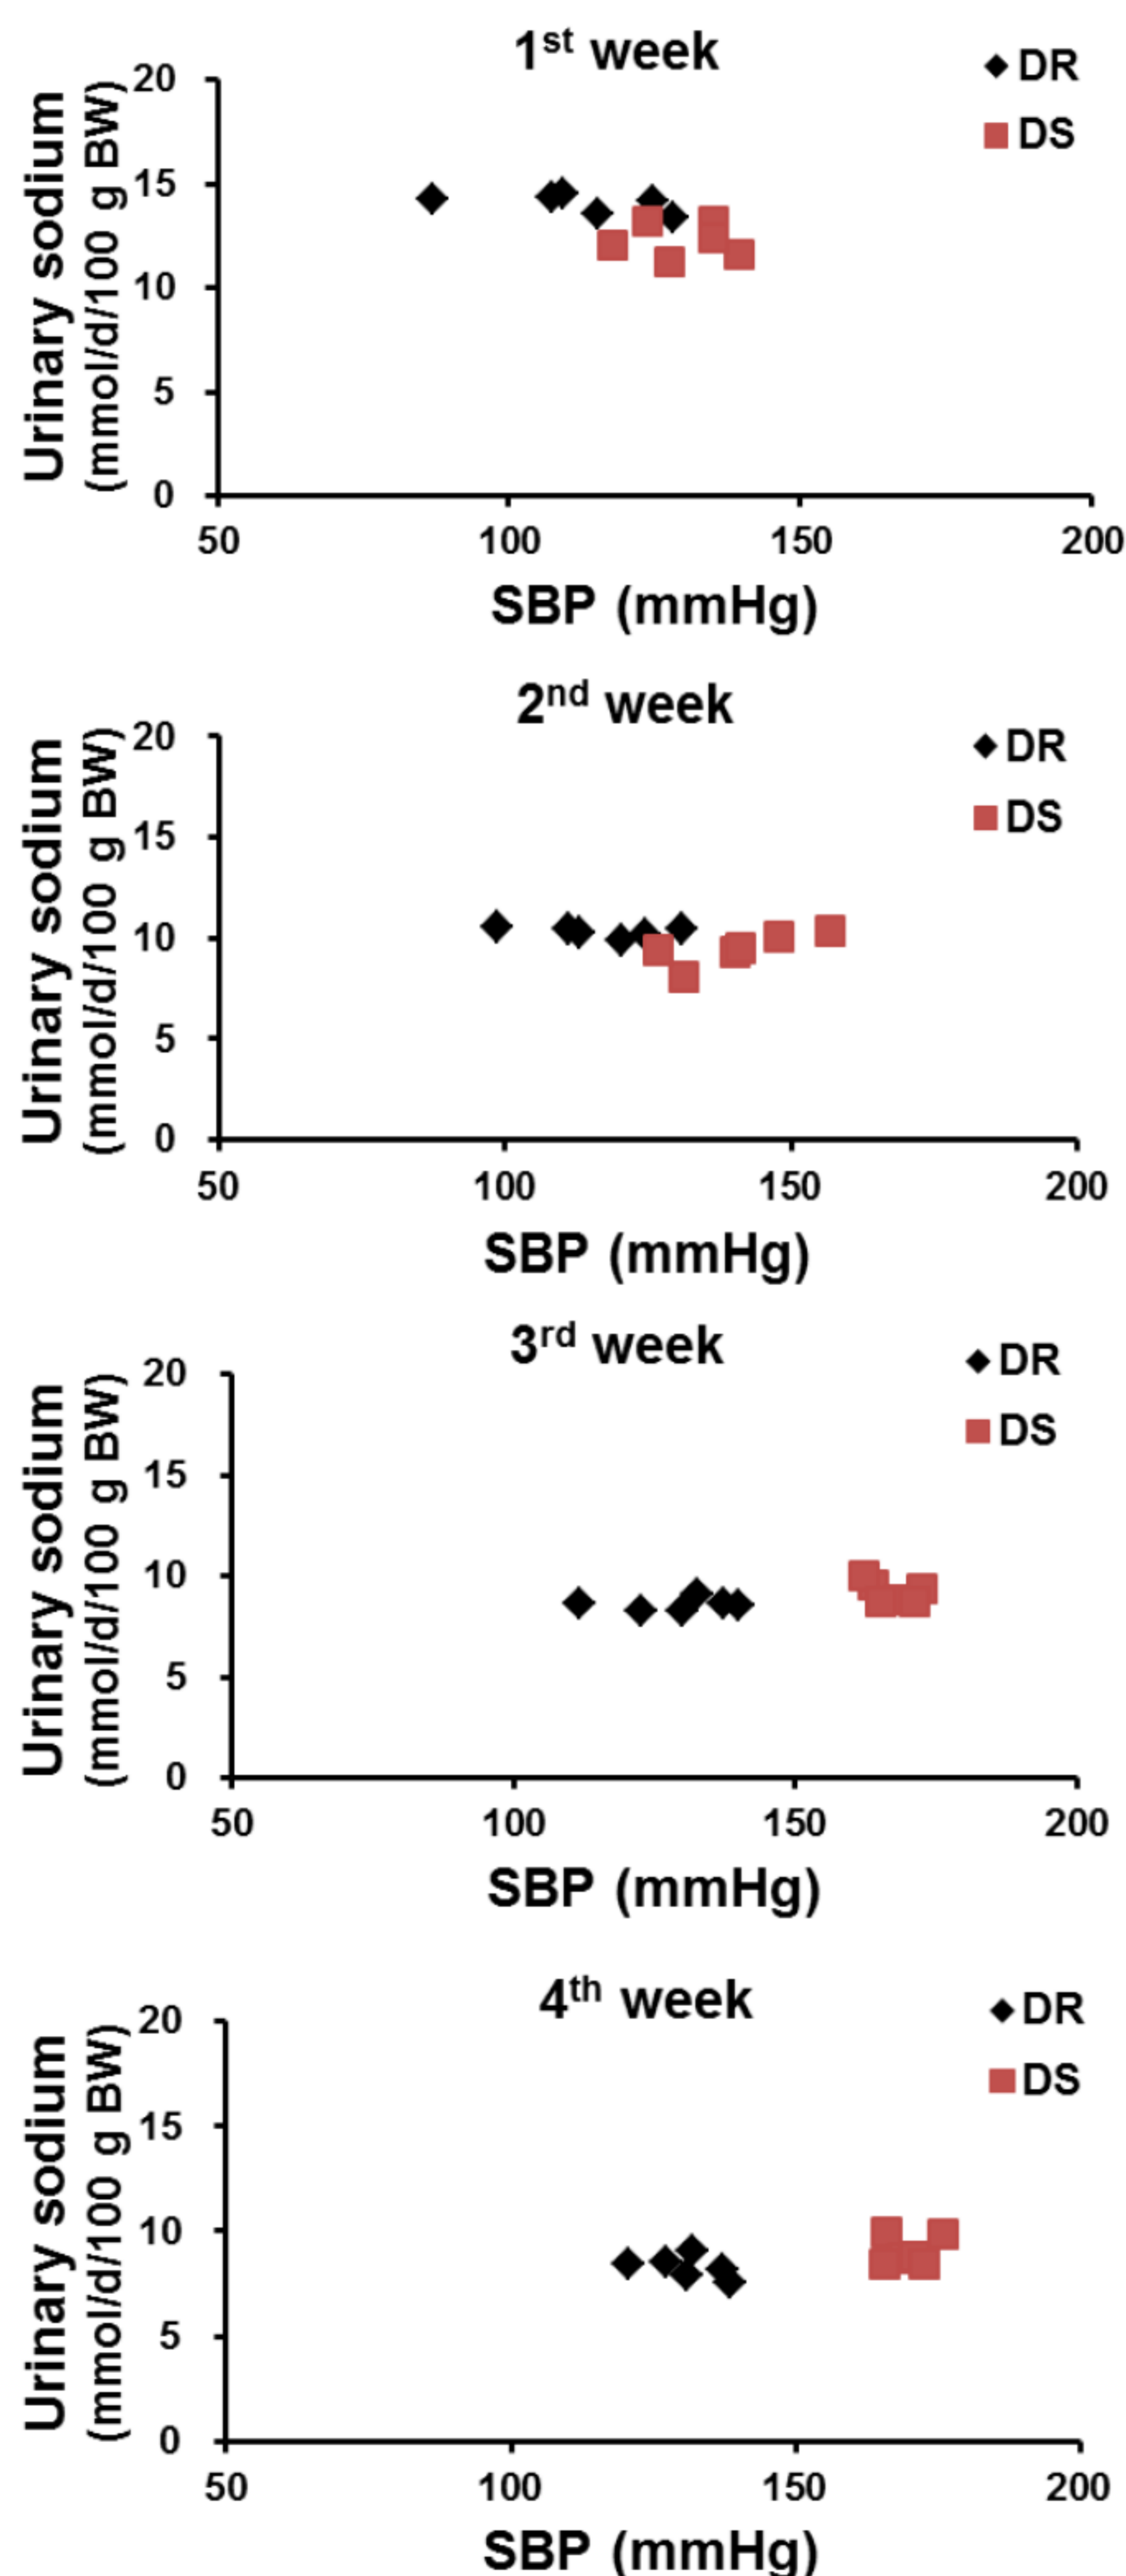 1st week
DR
DS
Urinary sodium
(mmol/d/100 g BW)
20
15
10
5
0
50 100 150 200
SBP (mmHg)
2nd week
DR
DS
Urinary sodium
(mmol/d/100 g BW)
20
15
10
5
0
50 100 150 200
SBP (mmHg)
3rd week
DR
DS
Urinary sodium
(mmol/d/100 g BW)
20
15
10
5
0
50 100 150 200
SBP (mmHg)
4th week
DR
DS
Urinary sodium
(mmol/d/100 g BW)
20
15
10
5
0
50 100 150 200
SBP (mmHg)